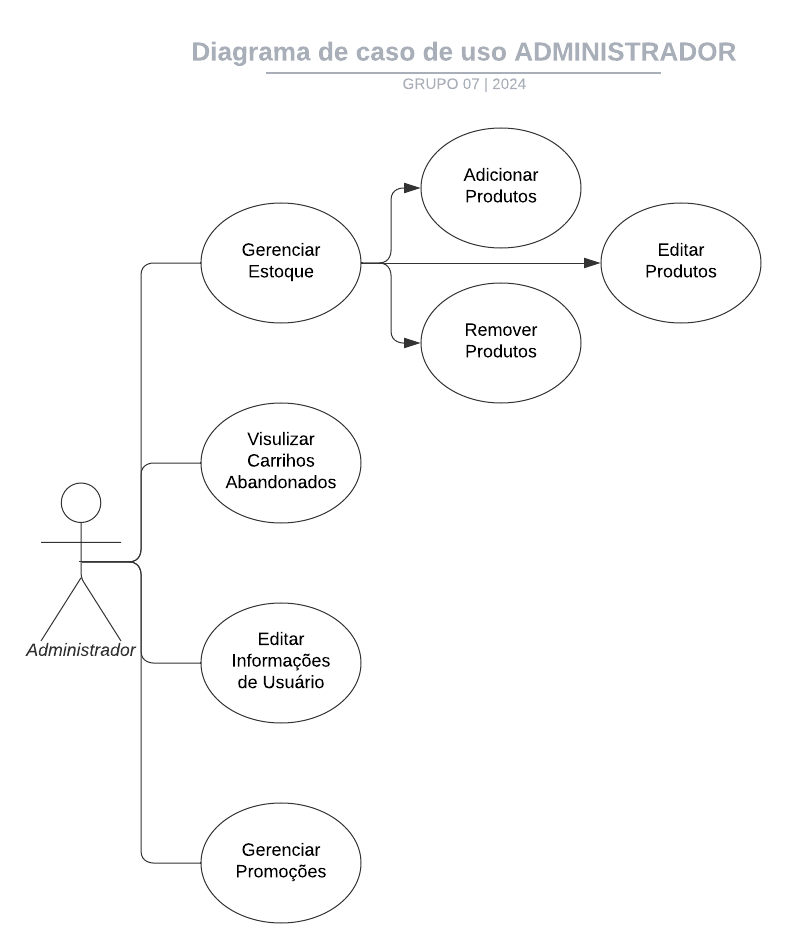 Diagrama de caso de uso ADMINISTRADOR
GRUPO 07 | 2024
Adicionar
Produtos
Gerenciar
Estoque
Editar
Produtos
Remover
Produtos
Visulizar
Carrihos
Abandonados
Administrador
Editar
Informações
de Usuário
Gerenciar
Promoções